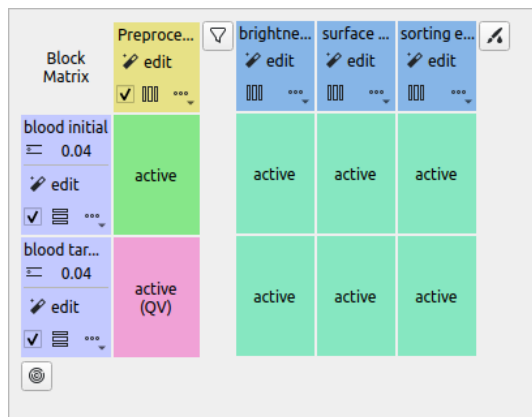 Block
Matrix
Preproce...
edit
brightne...
edit
surface ...
edit
sorting e...
edit
blood initial
0.04
edit
active
active
active
active
blood tar...
0.04
edit
active
(QV)
active
active
active